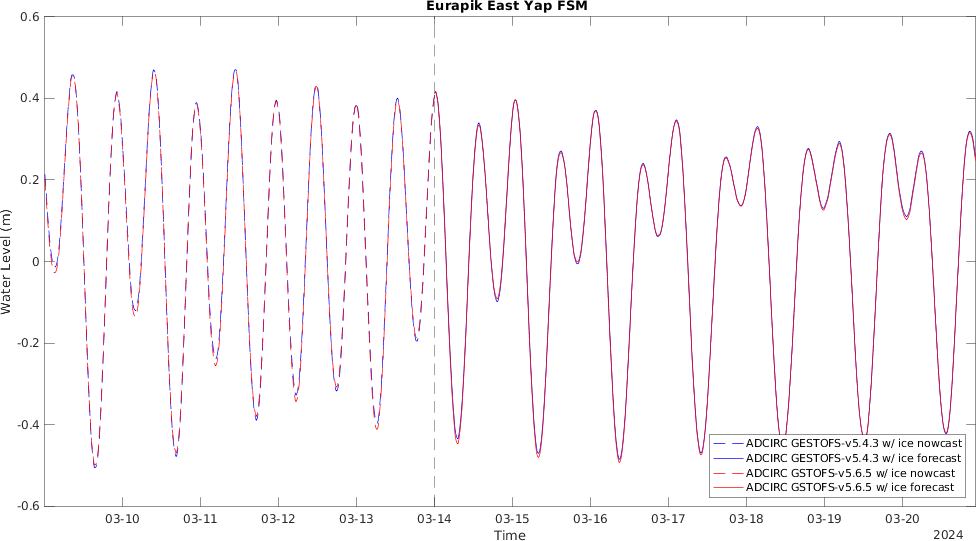 Eurapik East Yap FSM
Water Level (m)
0.6
0.4
0.2
0
-0.2
-0.4
-0.6
03-10
03-11
03-12
03-13
03-14
03-15
03-16
03-17
03-18
03-19
03-20
Time
2024
ADCIRC GESTOFS-v5.4.3 w/ ice nowcast
ADCIRC GESTOFS-v5.4.3 w/ ice forecast
ADCIRC GSTOFS-v5.6.5 w/ ice nowcast
ADCIRC GSTOFS-v5.6.5 w/ ice forecast